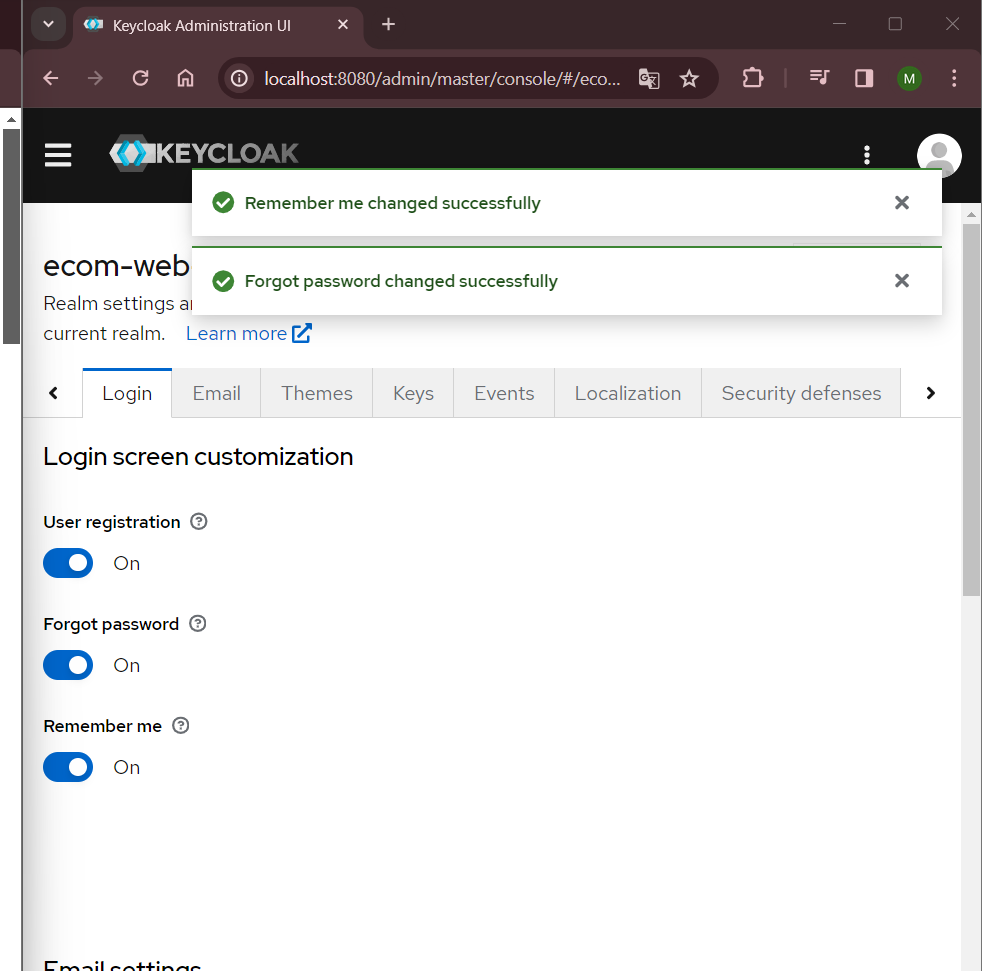 Keycloak Administration UI
localhost:8080/admin/master/console/#/eco...
M
KEYCLOAK
Remember me changed successfully
Forgot password changed successfully
ecom-web
Realm settings
current realm. Learn more
Login Email Themes Keys Events Localization Security defenses
Login screen customization
User registration
On
Forgot password
On
Remember me
On
Email settings